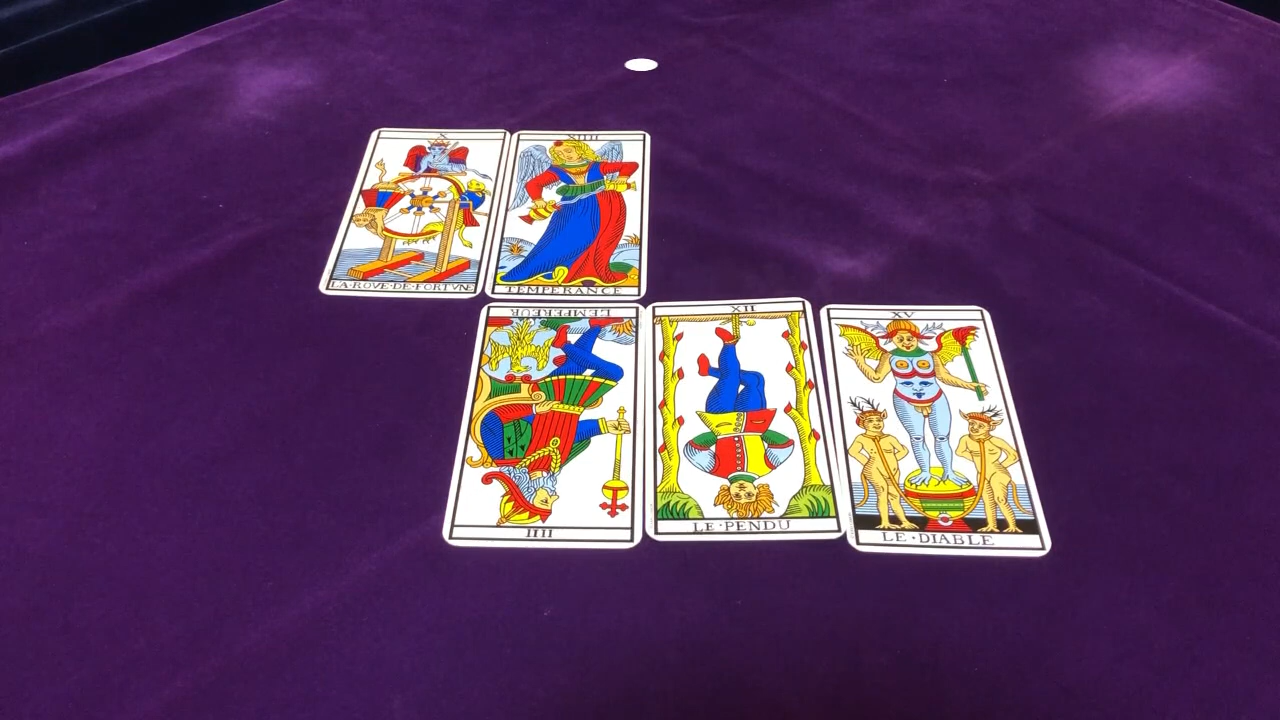 X
XIIII
LA·ROVE·DE·FORTVNE
TEMPERANCE
L'EMPEREUR
XII
XV
IIII
LE·PENDU
LE·DIABLE